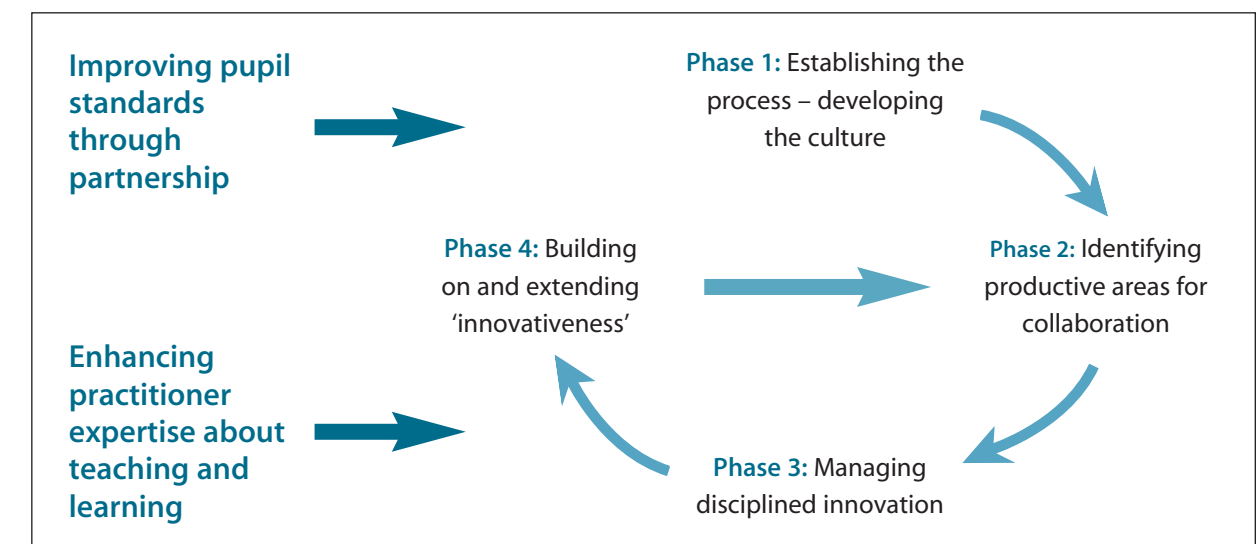 Improving pupil
standards
through
partnership
Phase 1: Establishing the
process – developing
the culture
Phase 4: Building
on and extending
‘innovativeness’
Phase 2: Identifying
productive areas for
collaboration
Enhancing
practitioner
expertise about
teaching and
learning
Phase 3: Managing
disciplined innovation